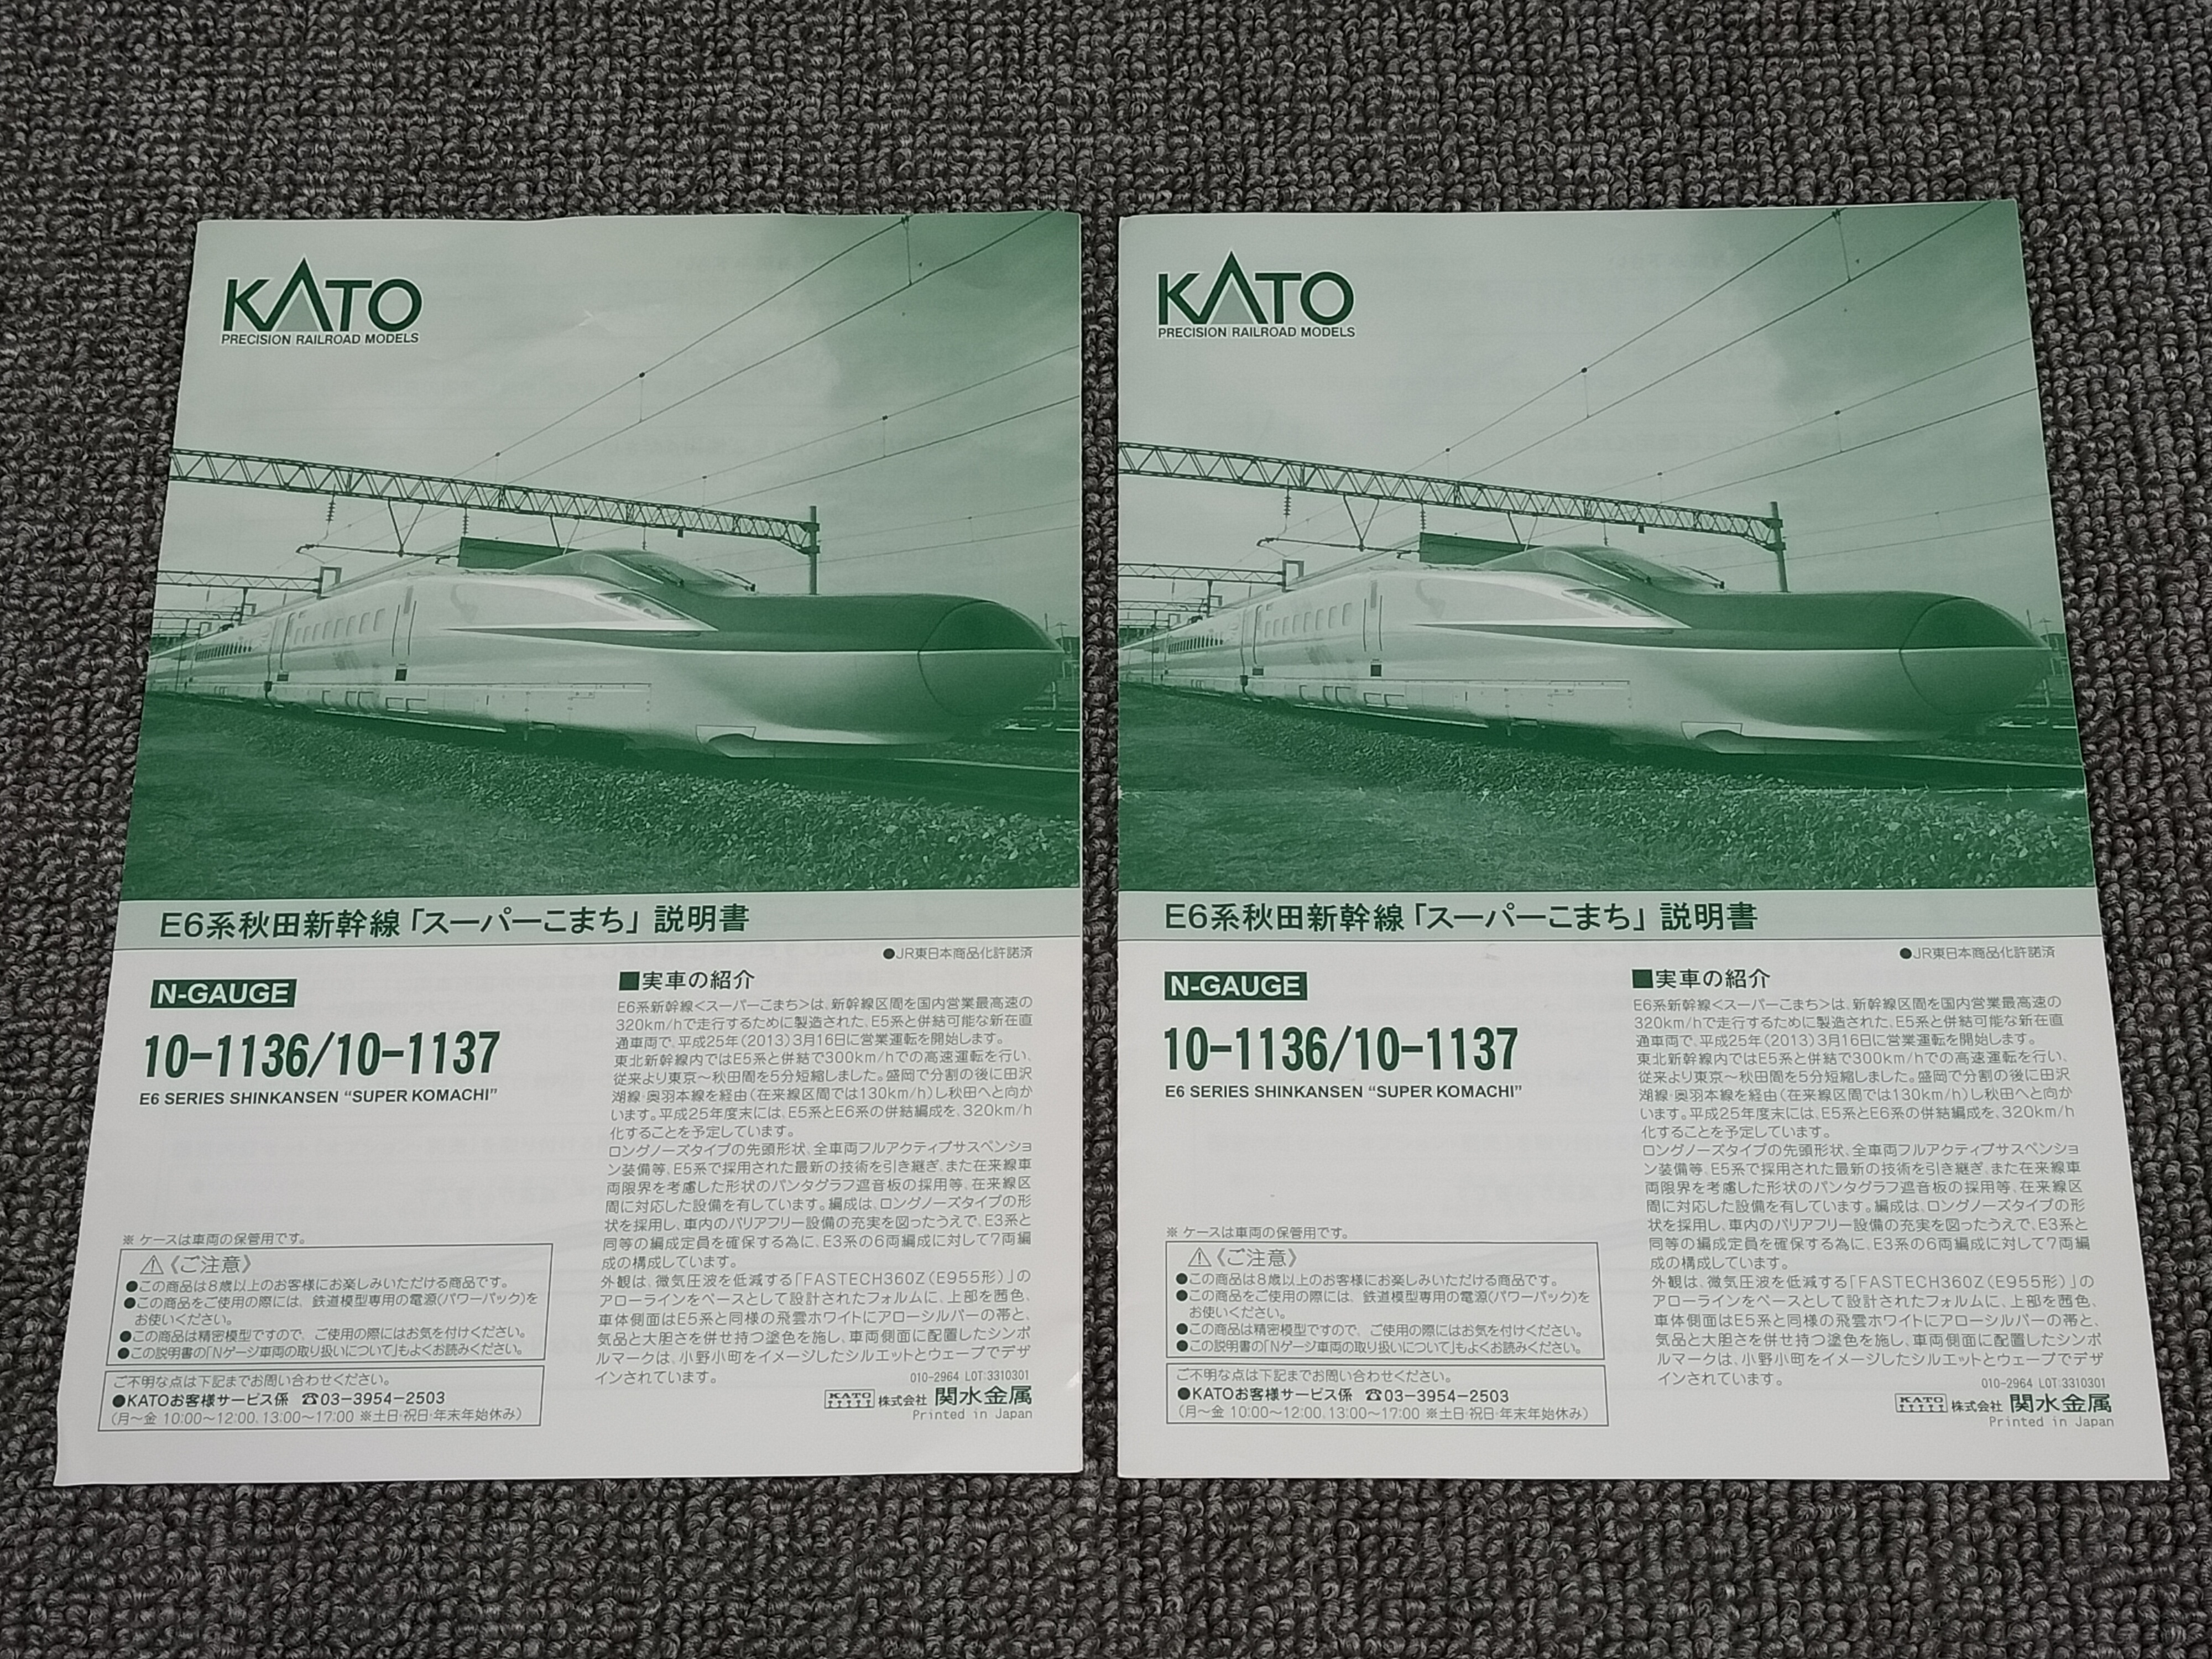 KATO
PRECISION RAILROAD MODELS
E6系秋田新幹線「スーパーこまち」説明書
●JR東日本商品化許諾済
N-GAUGE
10-1136/10-1137
E6 SERIES SHINKANSEN “SUPER KOMACHI”
※ ケースは車両の保管用です。
⚠《ご注意》
●この商品は8歳以上のお客様にお楽しみいただける商品です。
●この商品をご使用の際には、鉄道模型専用の電源(パワーパック)を
お使いください。
●この商品は精密模型ですので、ご使用の際にはお気を付けください。
●この説明書の「Nゲージ車両の取り扱いについて」もよくお読みください。
ご不明な点は下記までお問い合わせください。
●KATOお客様サービス係 ☎03-3954-2503
(月〜金 10:00〜12:00、13:00〜17:00 ※土日・祝日・年末年始休み)
■実車の紹介
E6系新幹線<スーパーこまち>は、新幹線区間を国内営業最高速の
320km/hで走行するために製造された、E5系と併結可能な新在直
通車両で、平成25年(2013)3月16日に営業運転を開始します。
東北新幹線内ではE5系と併結で300km/hでの高速運転を行い、
従来より東京〜秋田間を5分短縮しました。盛岡で分割の後に田沢
湖線・奥羽本線を経由(在来線区間では130km/h)し秋田へと向か
います。平成25年度末には、E5系とE6系の併結編成を、320km/h
化することを予定しています。
ロングノーズタイプの先頭形状、全車両フルアクティブサスペンショ
ン装備等、E5系で採用された最新の技術を引き継ぎ、また在来線車
両限界を考慮した形状のパンタグラフ遮音板の採用等、在来線区
間に対応した設備を有しています。編成は、ロングノーズタイプの形
状を採用し、車内のバリアフリー設備の充実を図ったうえで、E3系と
同等の編成定員を確保する為に、E3系の6両編成に対して7両編
成の構成しています。
外観は、微気圧波を低減する「FASTECH360Z(E955形)」の
アローラインをベースとして設計されたフォルムに、上部を茜色、
車体側面はE5系と同様の飛雲ホワイトにアローシルバーの帯と、
気品と大胆さを併せ持つ塗色を施し、車両側面に配置したシンボ
ルマークは、小野小町をイメージしたシルエットとウェーブでデザ
インされています。
010-2964 LOT:3310301
KATO 株式会社 関水金属
Printed in Japan
KATO
PRECISION RAILROAD MODELS
E6系秋田新幹線「スーパーこまち」説明書
●JR東日本商品化許諾済
N-GAUGE
10-1136/10-1137
E6 SERIES SHINKANSEN “SUPER KOMACHI”
※ ケースは車両の保管用です。
⚠《ご注意》
●この商品は8歳以上のお客様にお楽しみいただける商品です。
●この商品をご使用の際には、鉄道模型専用の電源(パワーパック)を
お使いください。
●この商品は精密模型ですので、ご使用の際にはお気を付けください。
●この説明書の「Nゲージ車両の取り扱いについて」もよくお読みください。
ご不明な点は下記までお問い合わせください。
●KATOお客様サービス係 ☎03-3954-2503
(月〜金 10:00〜12:00、13:00〜17:00 ※土日・祝日・年末年始休み)
■実車の紹介
E6系新幹線<スーパーこまち>は、新幹線区間を国内営業最高速の
320km/hで走行するために製造された、E5系と併結可能な新在直
通車両で、平成25年(2013)3月16日に営業運転を開始します。
東北新幹線内ではE5系と併結で300km/hでの高速運転を行い、
従来より東京〜秋田間を5分短縮しました。盛岡で分割の後に田沢
湖線・奥羽本線を経由(在来線区間では130km/h)し秋田へと向か
います。平成25年度末には、E5系とE6系の併結編成を、320km/h
化することを予定しています。
ロングノーズタイプの先頭形状、全車両フルアクティブサスペンショ
ン装備等、E5系で採用された最新の技術を引き継ぎ、また在来線車
両限界を考慮した形状のパンタグラフ遮音板の採用等、在来線区
間に対応した設備を有しています。編成は、ロングノーズタイプの形
状を採用し、車内のバリアフリー設備の充実を図ったうえで、E3系と
同等の編成定員を確保する為に、E3系の6両編成に対して7両編
成の構成しています。
外観は、微気圧波を低減する「FASTECH360Z(E955形)」の
アローラインをベースとして設計されたフォルムに、上部を茜色、
車体側面はE5系と同様の飛雲ホワイトにアローシルバーの帯と、
気品と大胆さを併せ持つ塗色を施し、車両側面に配置したシンボ
ルマークは、小野小町をイメージしたシルエットとウェーブでデザ
インされています。
010-2964 LOT:3310301
KATO 株式会社 関水金属
Printed in Japan